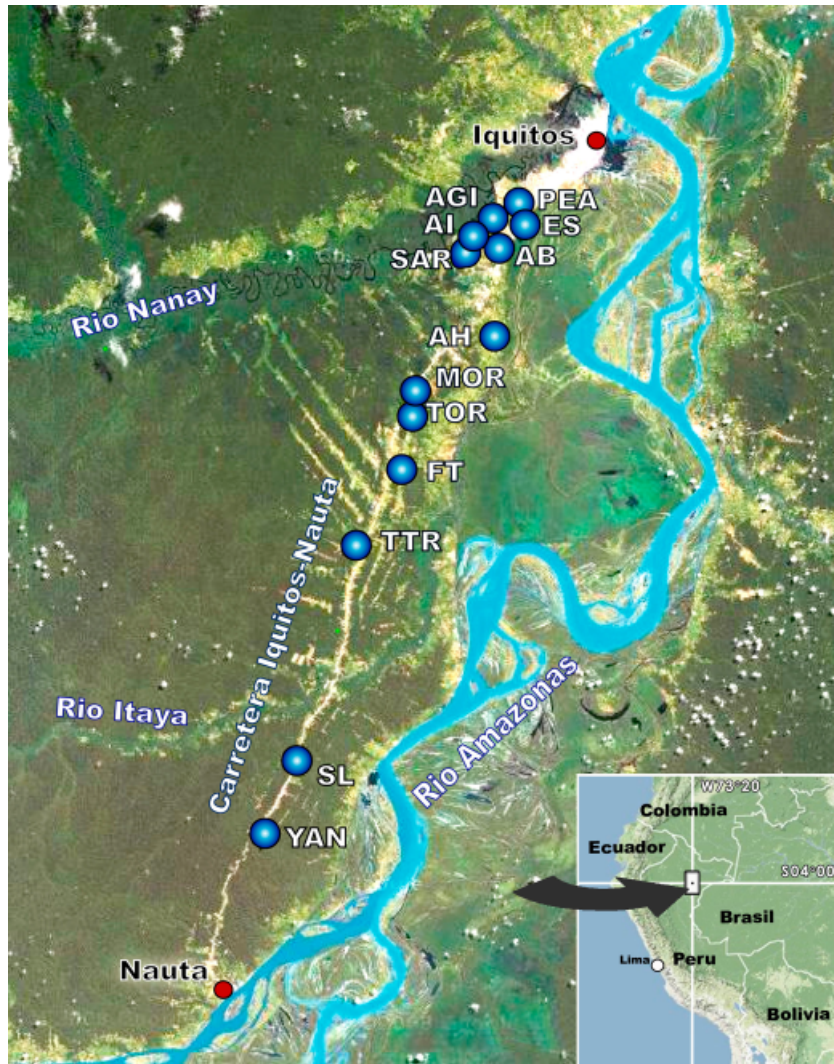 Iquitos
AGI
PEA
AI
ES
SAR
AB
Rio Nanay
AH
MOR
TOR
FT
TTR
Carretera Iquitos-Nauta
Rio Itaya
Rio Amazonas
SL
YAN
Nauta
W73°20
Colombia
Ecuador
S04°00
Brasil
Lima
Peru
Bolivia